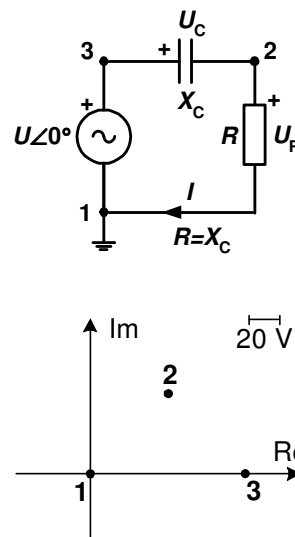 U_C
3 + 2
X_C
+ +
U∠0° R U_R
1 I
R=X_C
Im 20 V
2
Re
1 3